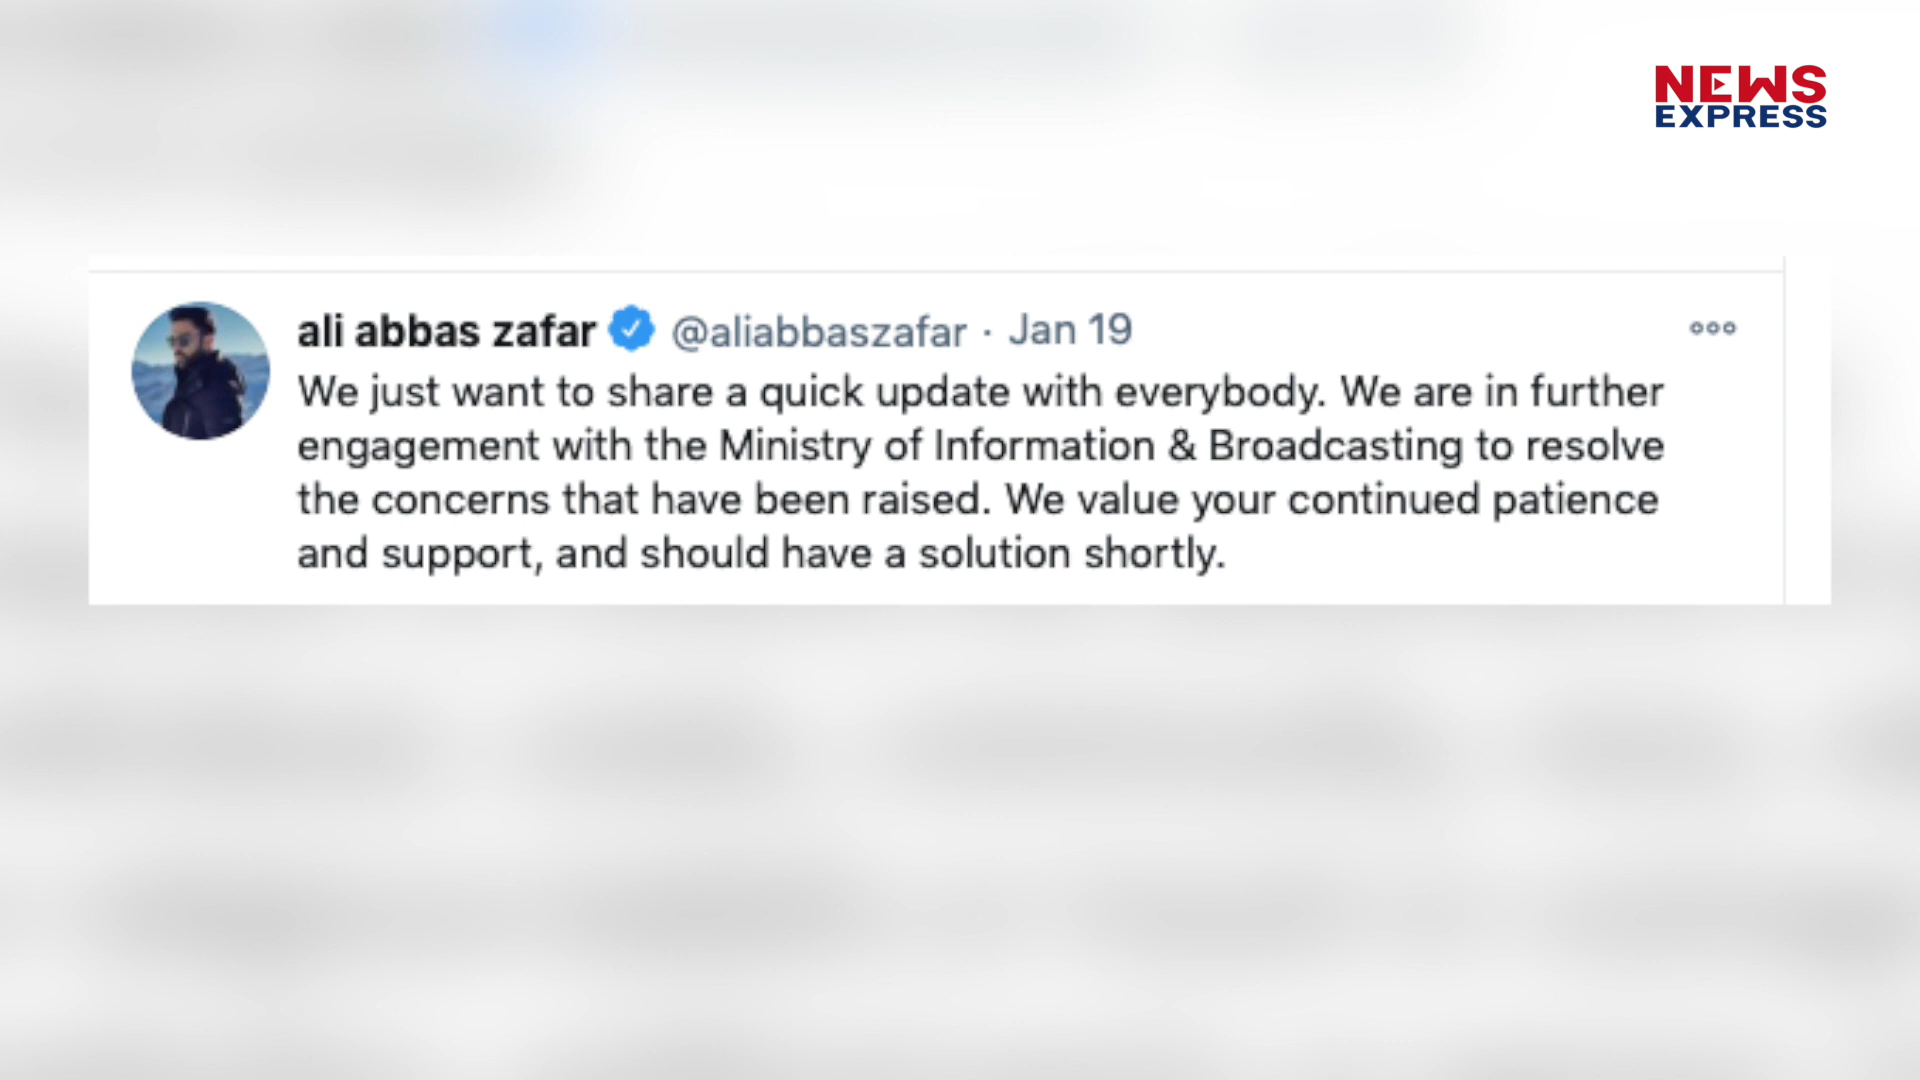 NEWS
EXPRESS
ali abbas zafar @aliabbaszafar · Jan 19
We just want to share a quick update with everybody. We are in further
engagement with the Ministry of Information & Broadcasting to resolve
the concerns that have been raised. We value your continued patience
and support, and should have a solution shortly.